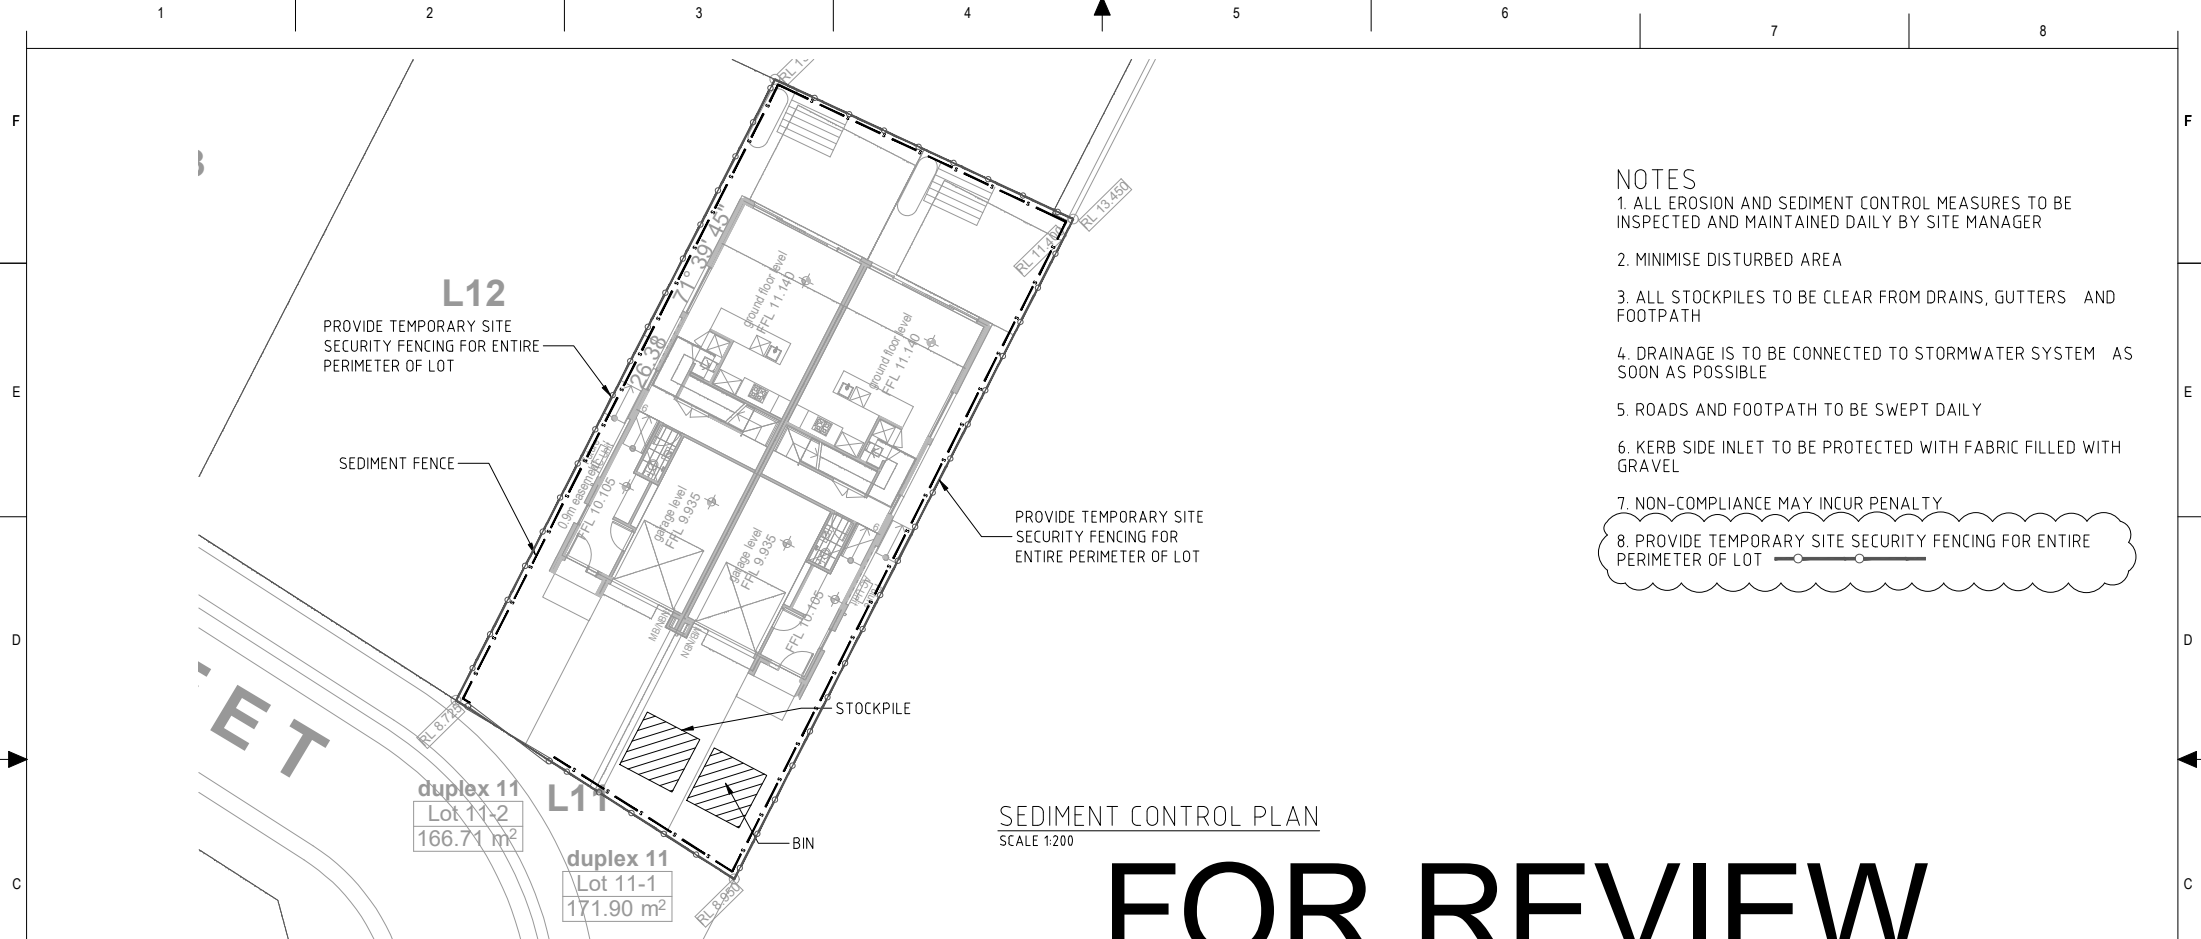 1 2 3 4 5 6 7 8
F
F
RL 13.450
RL 11.400
NOTES
1. ALL EROSION AND SEDIMENT CONTROL MEASURES TO BE
INSPECTED AND MAINTAINED DAILY BY SITE MANAGER
2. MINIMISE DISTURBED AREA
3. ALL STOCKPILES TO BE CLEAR FROM DRAINS, GUTTERS AND
FOOTPATH
4. DRAINAGE IS TO BE CONNECTED TO STORMWATER SYSTEM AS
SOON AS POSSIBLE
5. ROADS AND FOOTPATH TO BE SWEPT DAILY
6. KERB SIDE INLET TO BE PROTECTED WITH FABRIC FILLED WITH
GRAVEL
7. NON-COMPLIANCE MAY INCUR PENALTY
8. PROVIDE TEMPORARY SITE SECURITY FENCING FOR ENTIRE
PERIMETER OF LOT
71° 39' 45"
26.38
L12
PROVIDE TEMPORARY SITE
SECURITY FENCING FOR ENTIRE
PERIMETER OF LOT
ground floor level
FFL 11.140
ground floor level
FFL 11.140
E
E
SEDIMENT FENCE
0.9m easement
FFL 10.105
garage level
FFL 9.935
garage level
FFL 9.935
FFL 10.105
PROVIDE TEMPORARY SITE
SECURITY FENCING FOR
ENTIRE PERIMETER OF LOT
D
D
STOCKPILE
RL 8.725
EET
duplex 11
Lot 11-2
166.71 m²
L11
BIN
duplex 11
Lot 11-1
171.90 m²
RL 8.950
SEDIMENT CONTROL PLAN
SCALE 1:200
C
C
FOR REVIEW